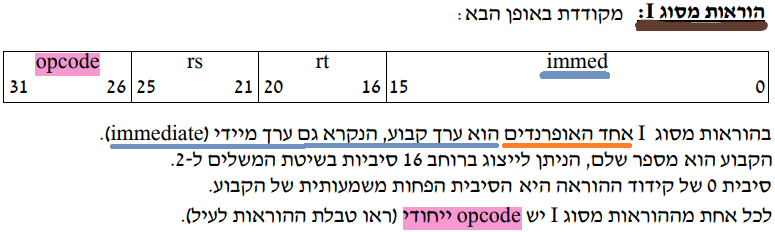 הוראות מסוג I: מקודדת באופן הבא:
opcode rs rt immed
31 26 25 21 20 16 15 0
בהוראות מסוג I אחד האופרנדים הוא ערך קבוע, הנקרא גם ערך מיידי (immediate).
הקבוע הוא מספר שלם, הניתן לייצוג ברוחב 16 סיביות בשיטת המשלים ל-2.
סיבית 0 של קידוד ההוראה היא הסיבית הפחות משמעותית של הקבוע.
לכל אחת מההוראות מסוג I יש opcode ייחודי (ראו טבלת ההוראות לעיל).